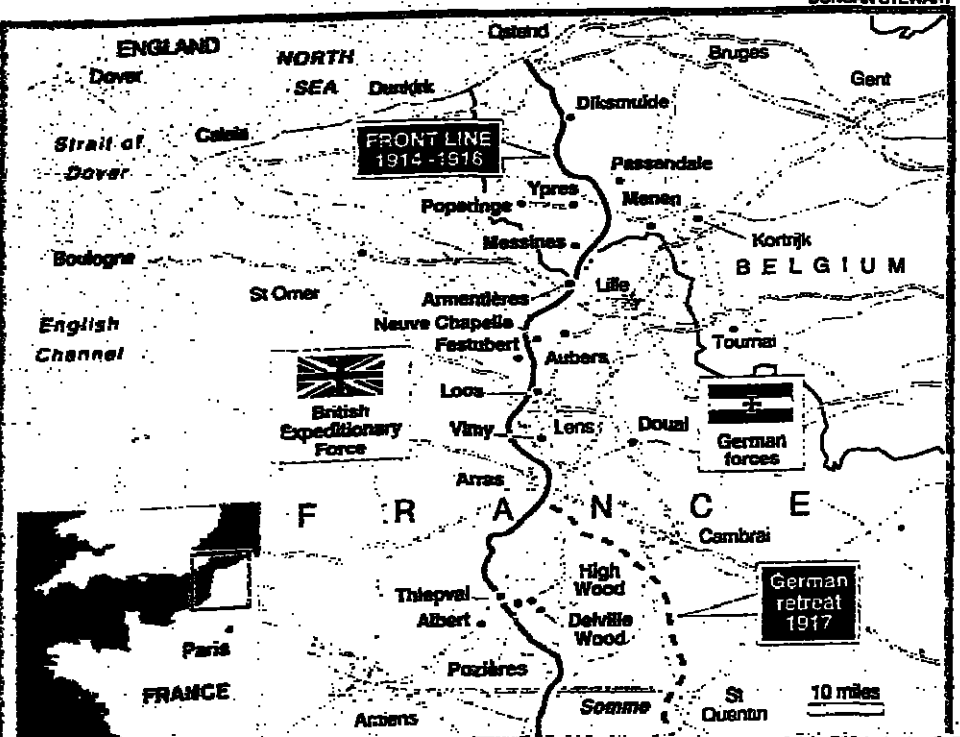 ENGLAND
Dover
NORTH
SEA
Ostend
Bruges
Gent
Dunkirk
Diksmuide
Strait of
Dover
Calais
FRONT LINE
1914-1916
Passendale
Ypres
Menen
Poperinge
Messines
Kortrijk
Boulogne
BELGIUM
St Omer
Lille
Armentières
English
Channel
Neuve Chapelle
Festubert
Aubers
Tournai
Loos
British
Expeditionary
Force
Vimy
Lens
Douai
German
forces
Arras
FRANCE
Cambrai
High
Wood
German
retreat
1917
Thiepval
Albert
Delville
Wood
Paris
Pozières
FRANCE
Amiens
Somme
St
Quentin
10 miles